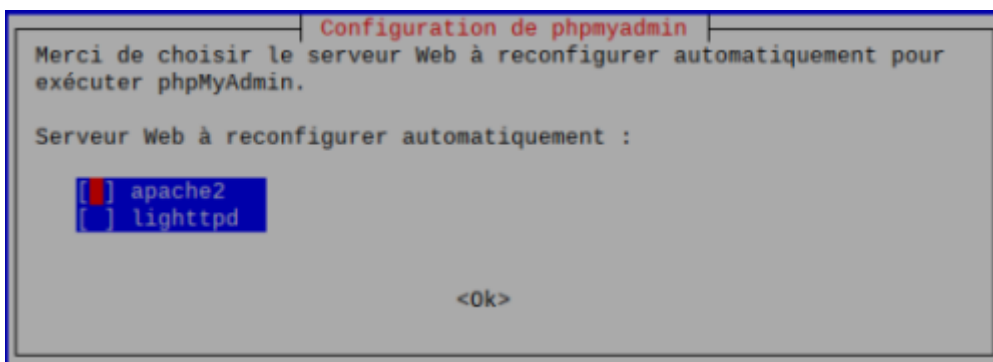 Configuration de phpmyadmin
Merci de choisir le serveur Web à reconfigurer automatiquement pour
exécuter phpMyAdmin.
Serveur Web à reconfigurer automatiquement :
[ ] apache2
[ ] lighttpd
<Ok>